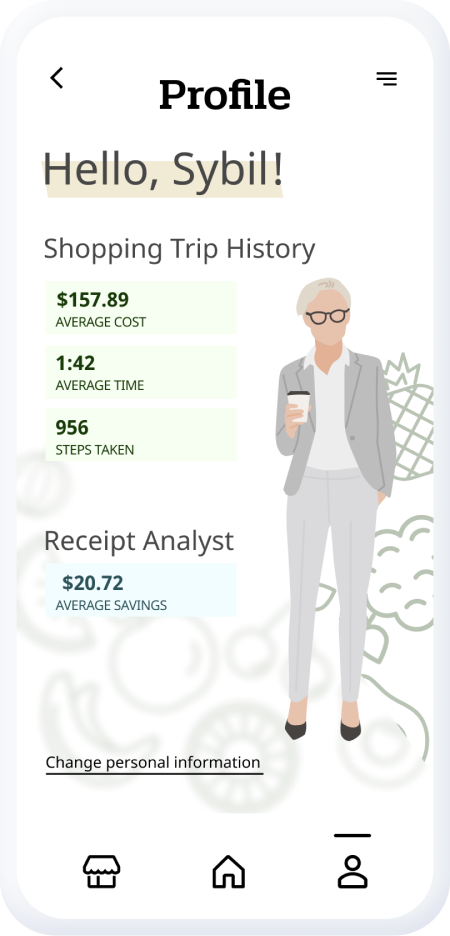 Profile
Hello, Sybil!
Shopping Trip History
$157.89
AVERAGE COST
1:42
AVERAGE TIME
956
STEPS TAKEN
Receipt Analyst
$20.72
AVERAGE SAVINGS
Change personal information